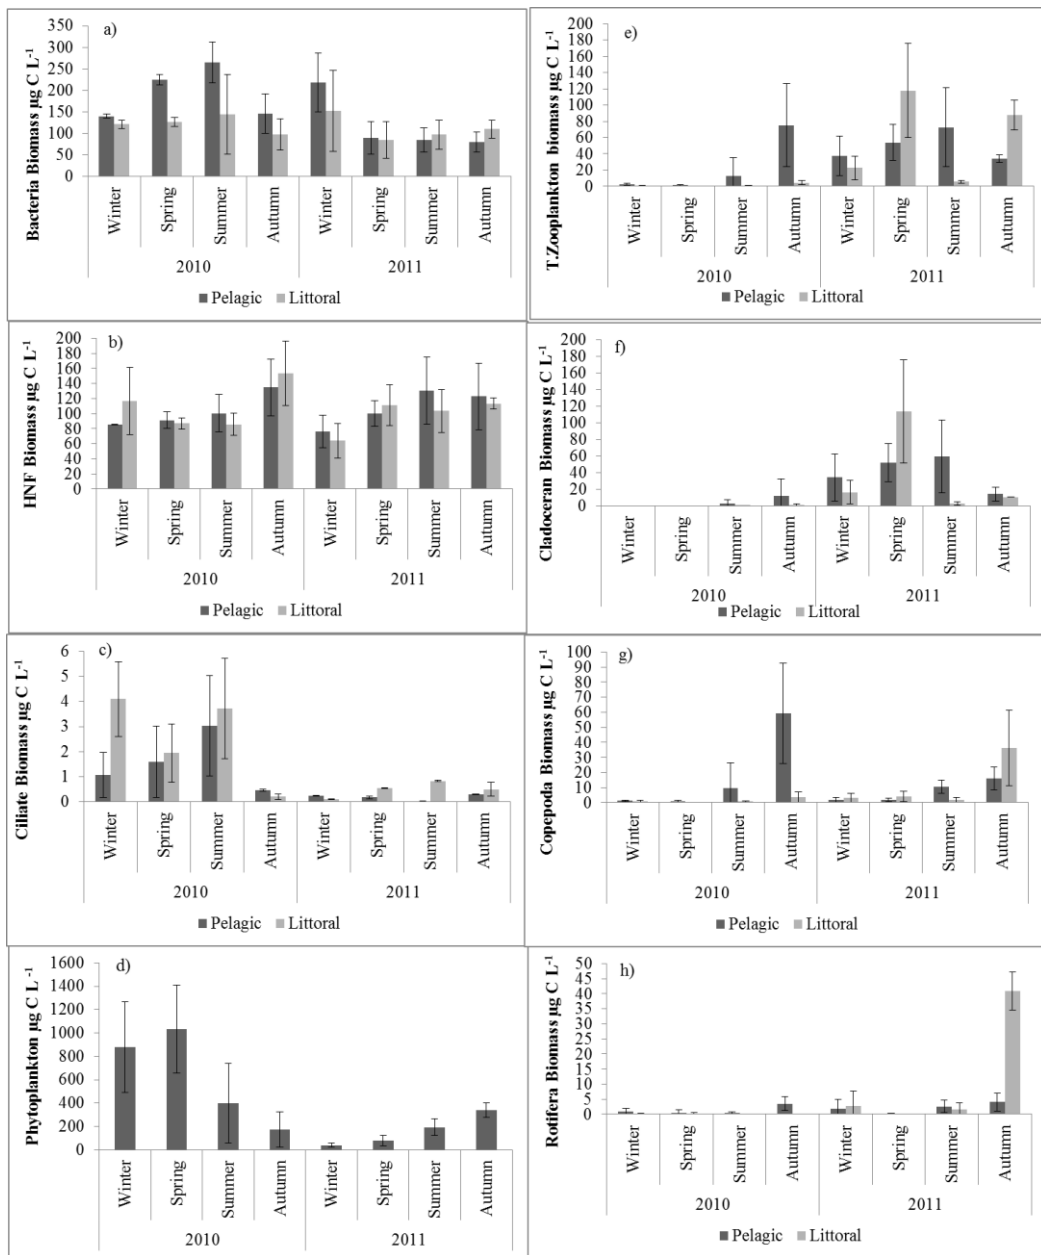 a)
Bacteria Biomass µg C L-1
350
300
250
200
150
100
50
0
Winter Spring Summer Autumn Winter Spring Summer Autumn
2010 2011
Pelagic Littoral
b)
HNF Biomass µg C L-1
200
180
160
140
120
100
80
60
40
20
0
Winter Spring Summer Autumn Winter Spring Summer Autumn
2010 2011
Pelagic Littoral
c)
Ciliate Biomass µg C L-1
6
5
4
3
2
1
0
Winter Spring Summer Autumn Winter Spring Summer Autumn
2010 2011
Pelagic Littoral
d)
Phytoplankton µg C L-1
1600
1400
1200
1000
800
600
400
200
0
Winter Spring Summer Autumn Winter Spring Summer Autumn
2010 2011
e)
T.Zooplankton biomass µg C L-1
200
180
160
140
120
100
80
60
40
20
0
Winter Spring Summer Autumn Winter Spring Summer Autumn
2010 2011
Pelagic Littoral
f)
Cladoceran Biomass µg C L-1
200
180
160
140
120
100
80
60
40
20
0
Winter Spring Summer Autumn Winter Spring Summer Autumn
2010 2011
Pelagic Littoral
g)
Copepoda Biomass µg C L-1
100
90
80
70
60
50
40
30
20
10
0
Winter Spring Summer Autumn Winter Spring Summer Autumn
2010 2011
Pelagic Littoral
h)
Rotifera Biomass µg C L-1
50
45
40
35
30
25
20
15
10
5
0
Winter Spring Summer Autumn Winter Spring Summer Autumn
2010 2011
Pelagic Littoral